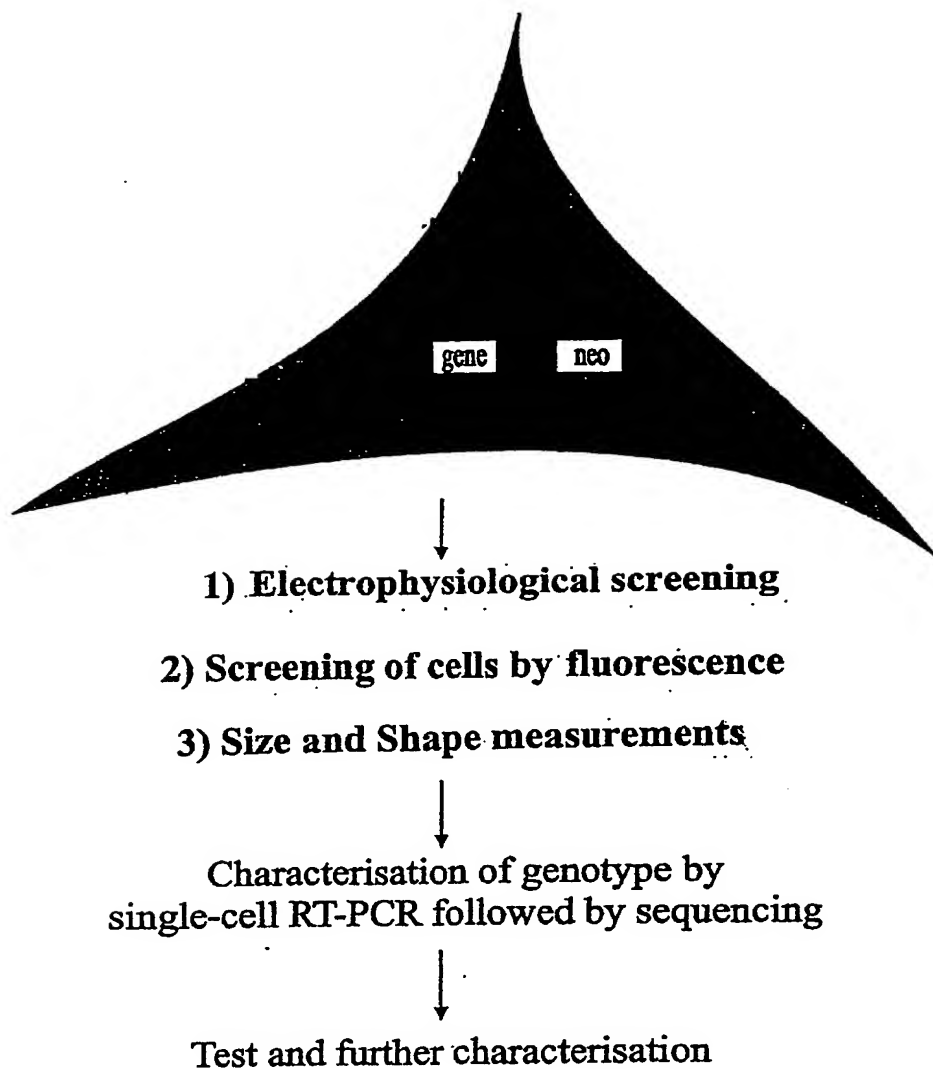 gene neo
1) Electrophysiological screening
2) Screening of cells by fluorescence
3) Size and Shape measurements
Characterisation of genotype by
single-cell RT-PCR followed by sequencing
Test and further characterisation